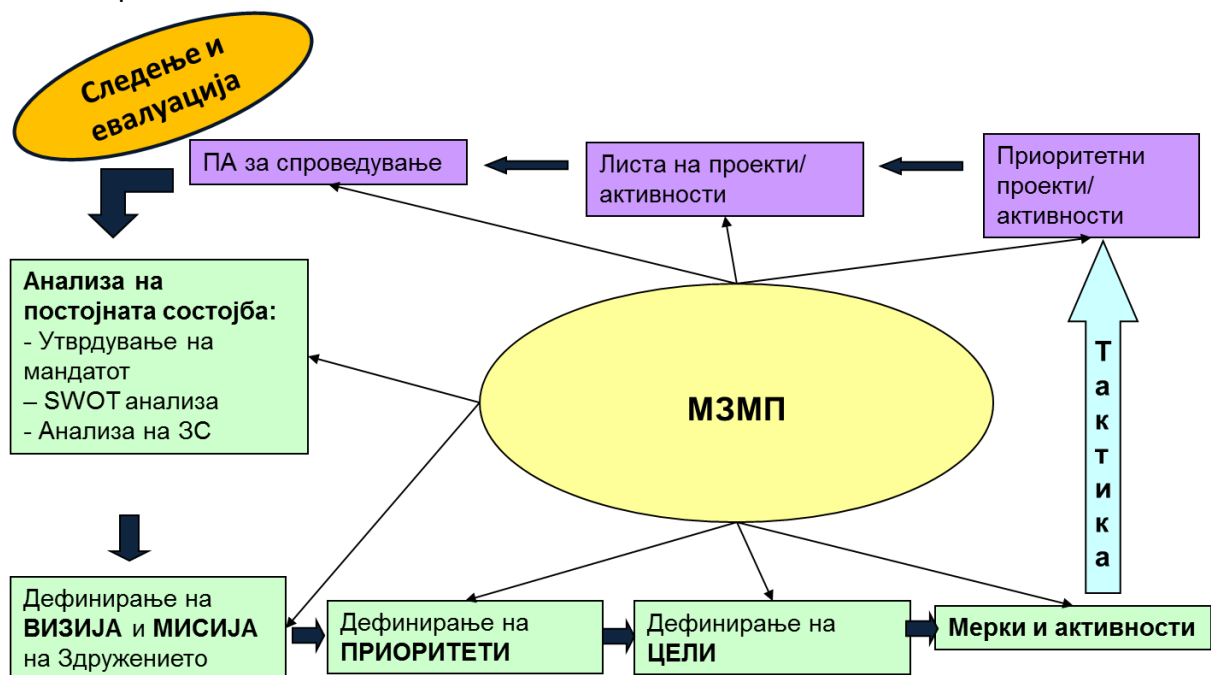 Следење и
евалуација
ПА за спроведување
Листа на проекти/
активности
Приоритетни
проекти/
активности
Анализа на
постојната состојба:
- Утврдување на
мандатот
– SWOT анализа
- Анализа на ЗС
МЗМП
Тактика
Дефинирање на
ВИЗИЈА и МИСИЈА
на Здружението
Дефинирање на
ПРИОРИТЕТИ
Дефинирање на
ЦЕЛИ
Мерки и активности